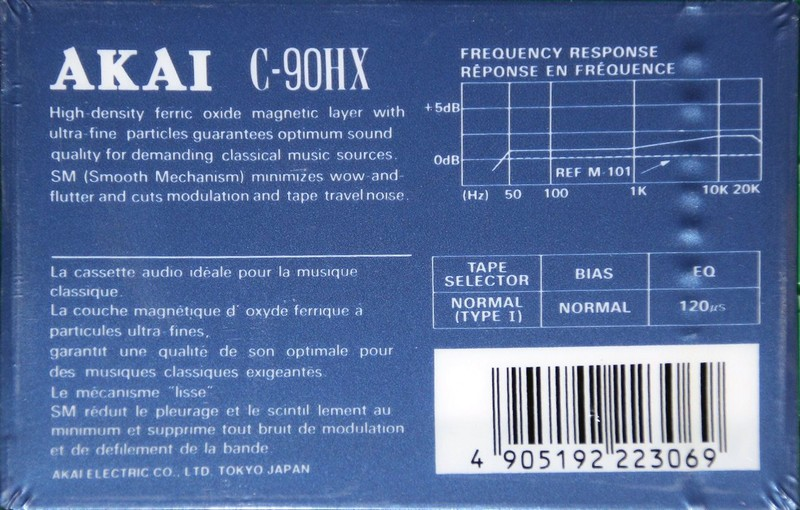 AKAI C-90HX
High-density ferric oxide magnetic layer with
ultra-fine particles guarantees optimum sound
quality for demanding classical music sources.
SM (Smooth Mechanism) minimizes wow-and-
flutter and cuts modulation and tape travel noise.
La cassette audio idéale pour la musique
classique.
La couche magnétique d' oxyde ferrique à
particules ultra-fines,
garantit une qualité de son optimale pour
des musiques classiques exigeantes.
Le mécanisme "lisse"
SM réduit le pleurage et le scintil lement au
minimum et supprime tout bruit de modulation
et de défilement de la bande.
AKAI ELECTRIC CO., LTD. TOKYO JAPAN
FREQUENCY RESPONSE
RÉPONSE EN FRÉQUENCE
+5dB
0dB
REF M-101
(Hz) 50 100 1K 10K 20K
TAPE SELECTOR BIAS EQ
NORMAL (TYPE I) NORMAL 120μs
4 905192 223069